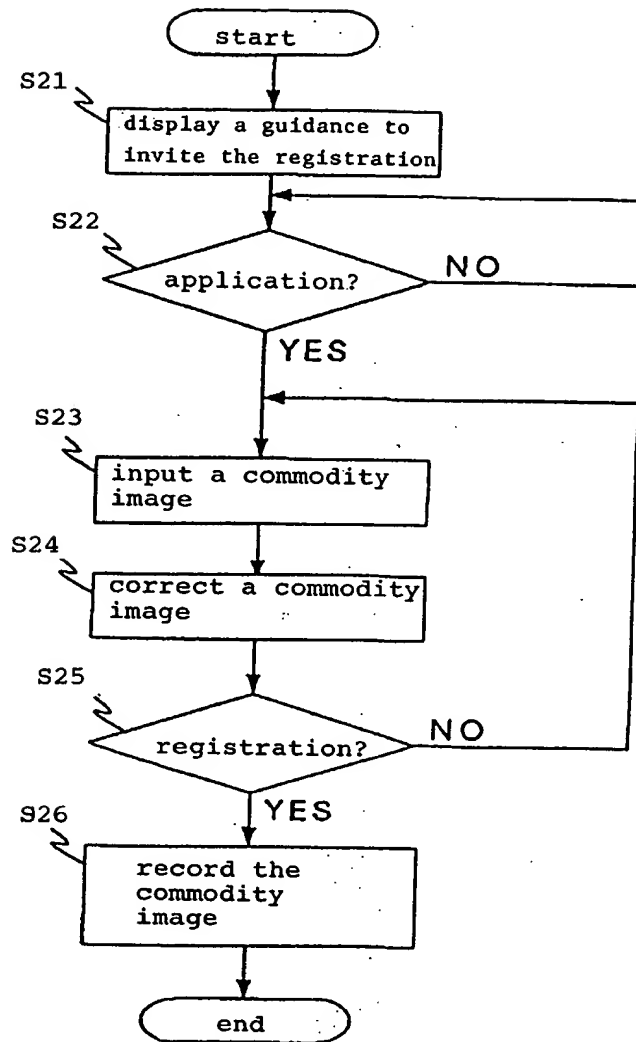 start
S21
display a guidance to
invite the registration
S22
application?
NO
YES
S23
input a commodity
image
S24
correct a commodity
image
S25
registration?
NO
YES
S26
record the
commodity
image
end